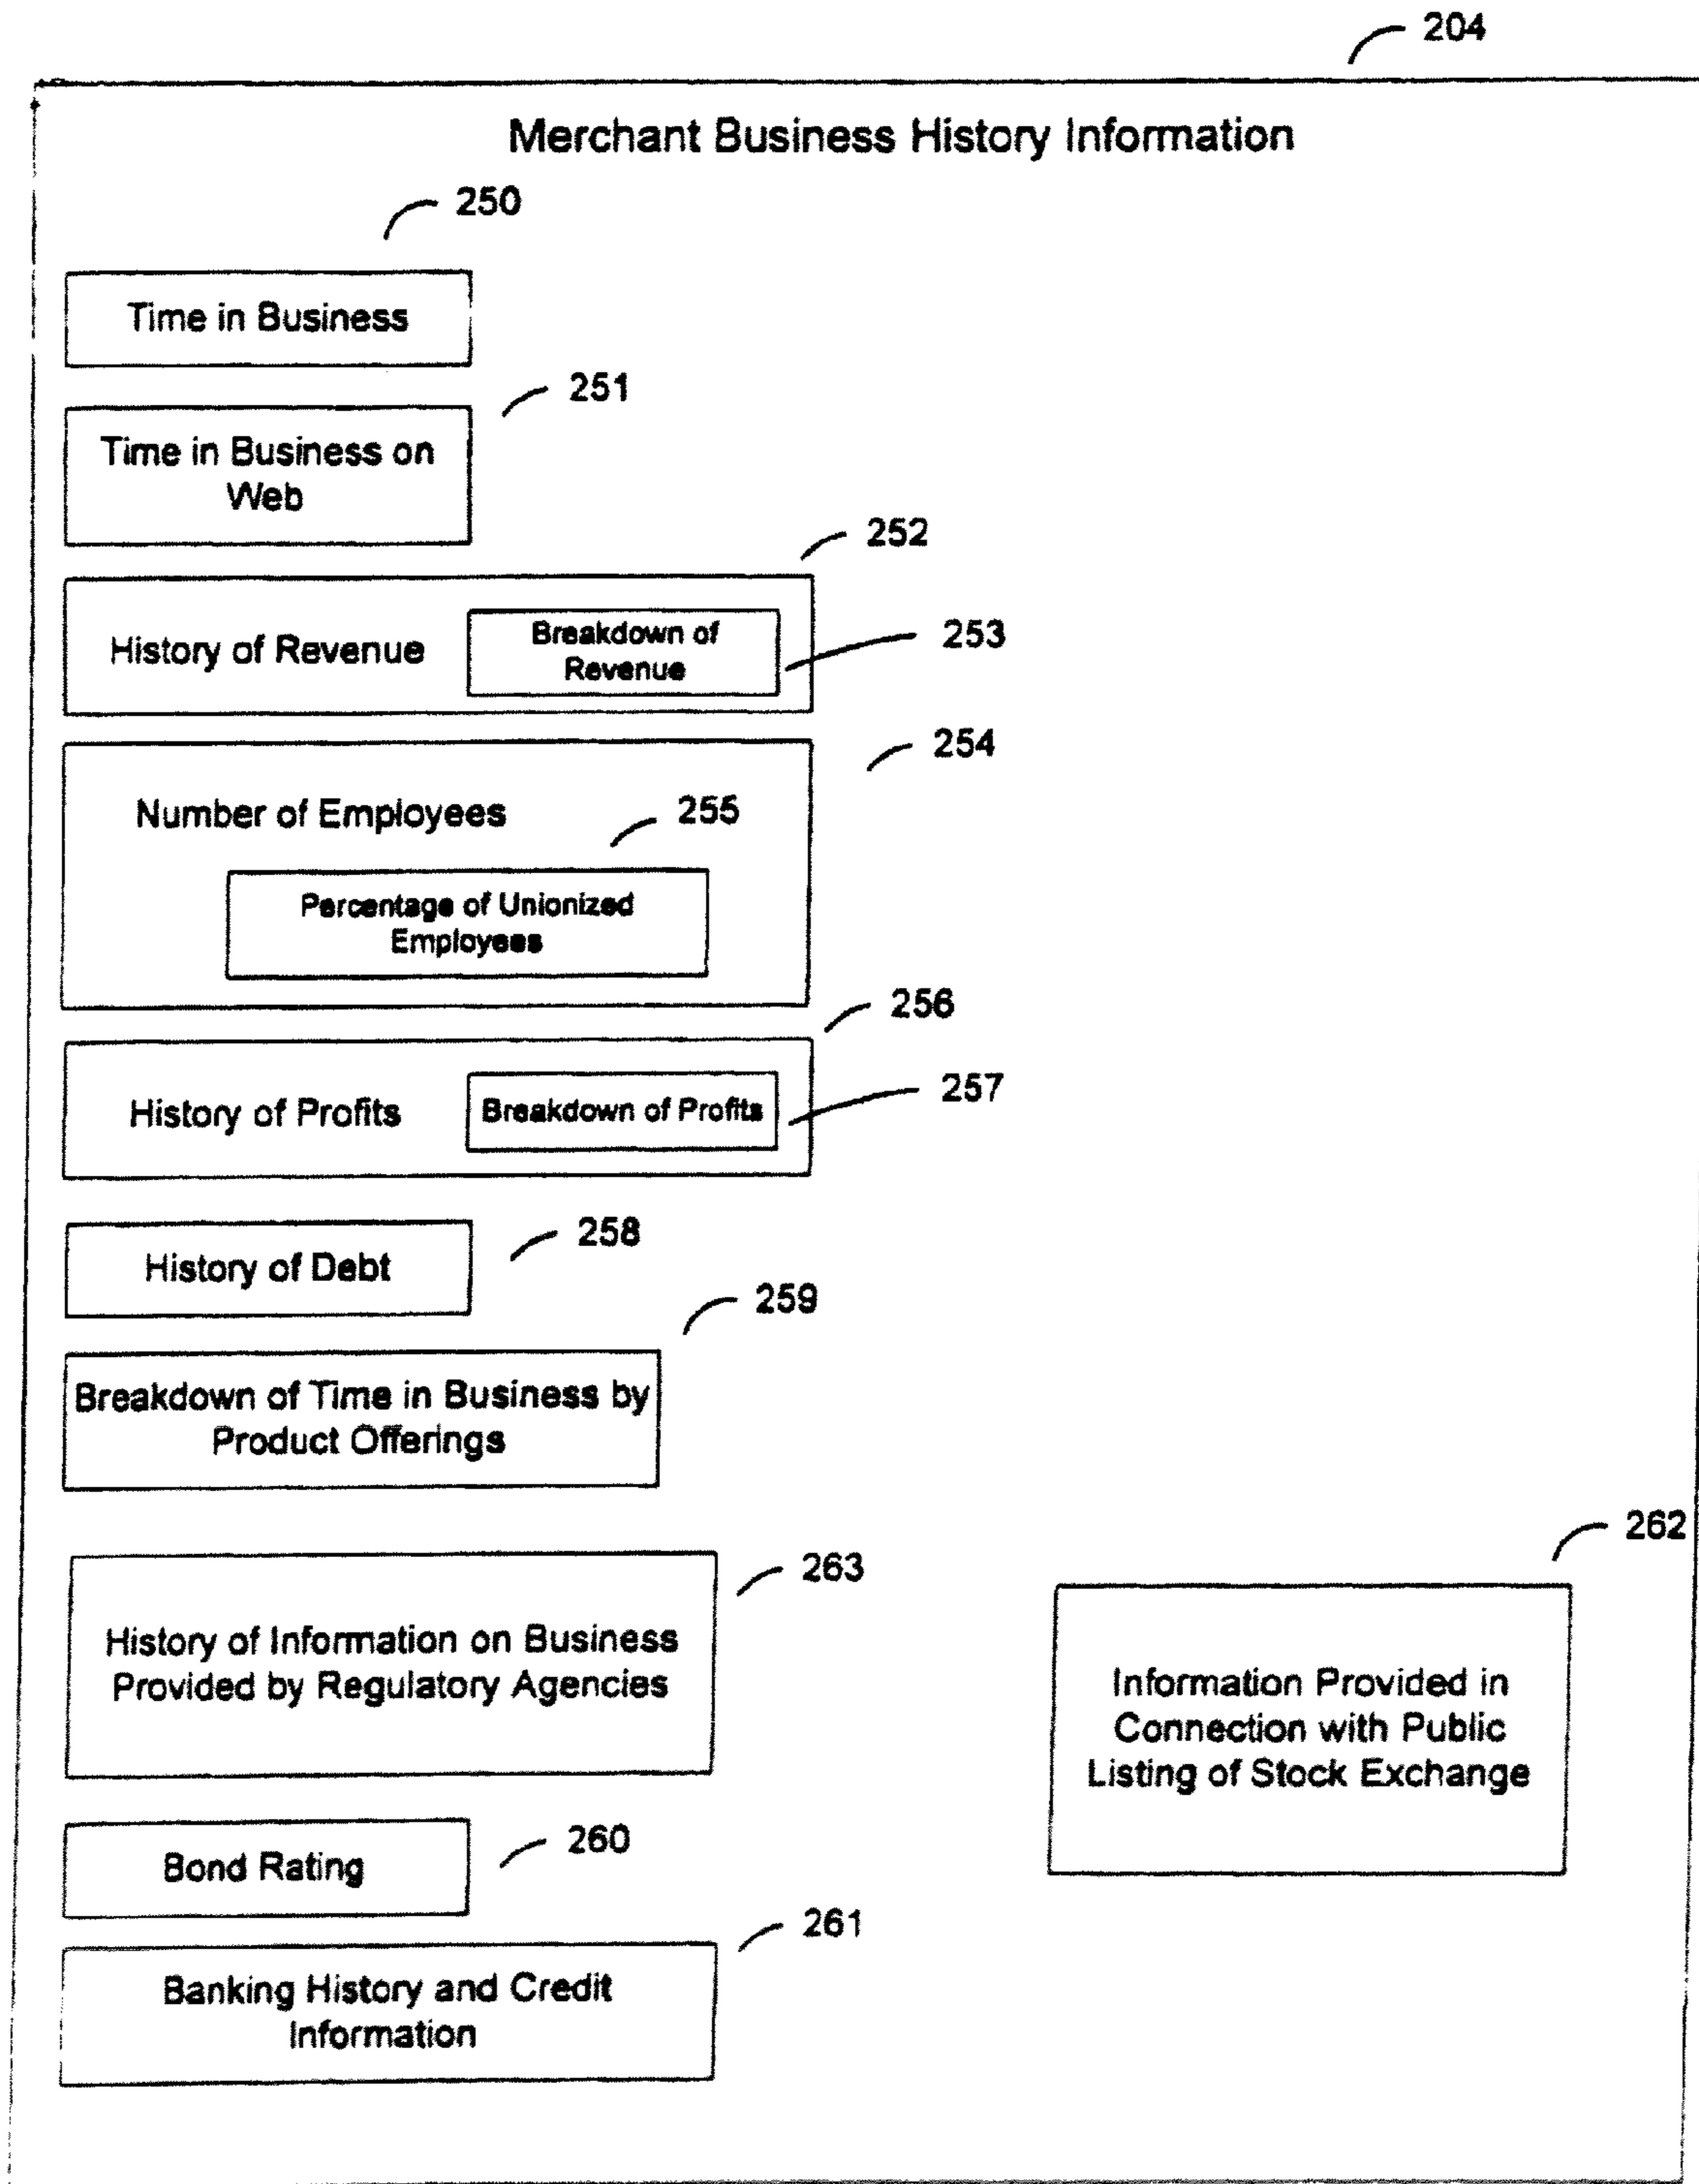 204
Merchant Business History Information
250
Time in Business
251
Time in Business on
Web
252
History of Revenue
Breakdown of
Revenue
253
254
Number of Employees
255
Percentage of Unionized
Employees
256
History of Profits
Breakdown of Profits
257
History of Debt
258
259
Breakdown of Time in Business by
Product Offerings
263
History of Information on Business
Provided by Regulatory Agencies
262
Information Provided in
Connection with Public
Listing of Stock Exchange
Bond Rating
260
261
Banking History and Credit
Information